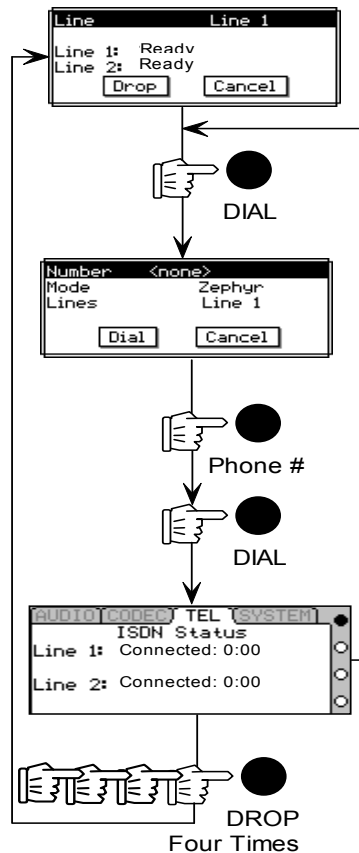 Line Line 1
Line 1: Ready
Line 2: Ready
Drop Cancel
DIAL
Number <none>
Mode Zephyr
Lines Line 1
Dial Cancel
Phone #
DIAL
AUDIO CODEC TEL SYSTEM
ISDN Status
Line 1: Connected: 0:00
Line 2: Connected: 0:00
DROP
Four Times